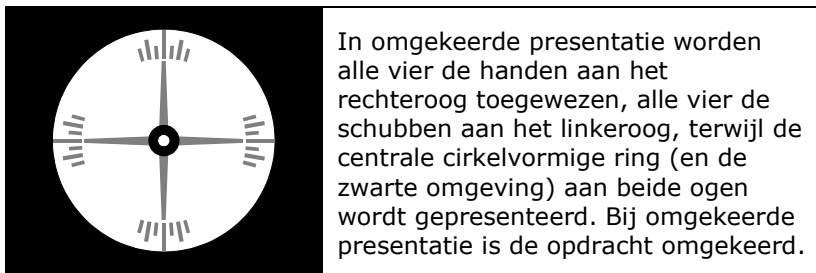 In omgekeerde presentatie worden
alle vier de handen aan het
rechteroog toegewezen, alle vier de
schubben aan het linkeroog, terwijl de
centrale cirkelvormige ring (en de
zwarte omgeving) aan beide ogen
wordt gepresenteerd. Bij omgekeerde
presentatie is de opdracht omgekeerd.